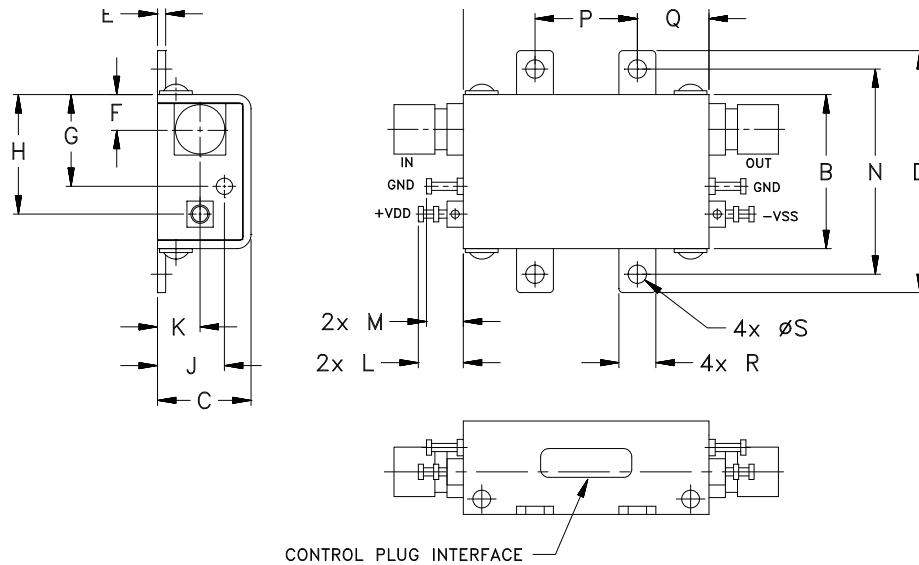 E
P
Q
F
G
H
IN
OUT
GND
GND
+VDD
-VSS
B
N
K
J
C
2x M
2x L
4x ØS
4x R
CONTROL PLUG INTERFACE